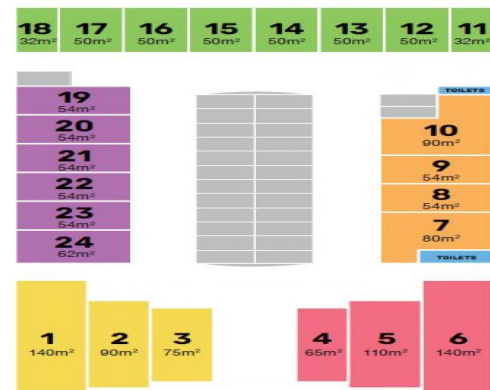 18 17 16 15 14 13 12 11
32m² 50m² 50m² 50m² 50m² 50m² 50m² 32m²
TOILETS
19
54m²
20
54m²
21
54m²
22
54m²
23
54m²
24
62m²
10
90m²
9
54m²
8
54m²
7
80m²
TOILETS
1
140m²
2
90m²
3
75m²
4
65m²
5
110m²
6
140m²